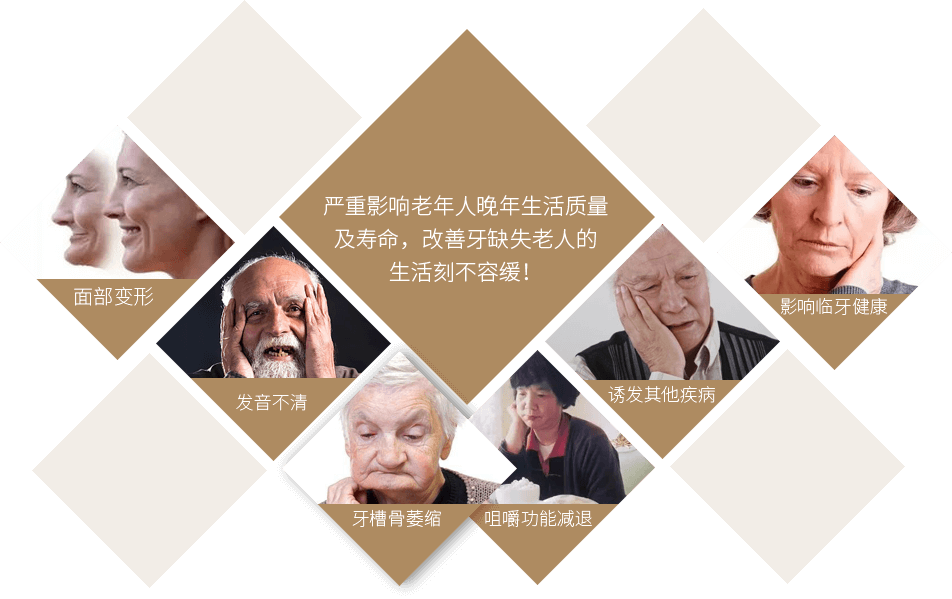 严重影响老年人晚年生活质量
及寿命，改善牙缺失老人的
生活刻不容缓！
面部变形
发音不清
牙槽骨萎缩
咀嚼功能减退
诱发其他疾病
影响临牙健康